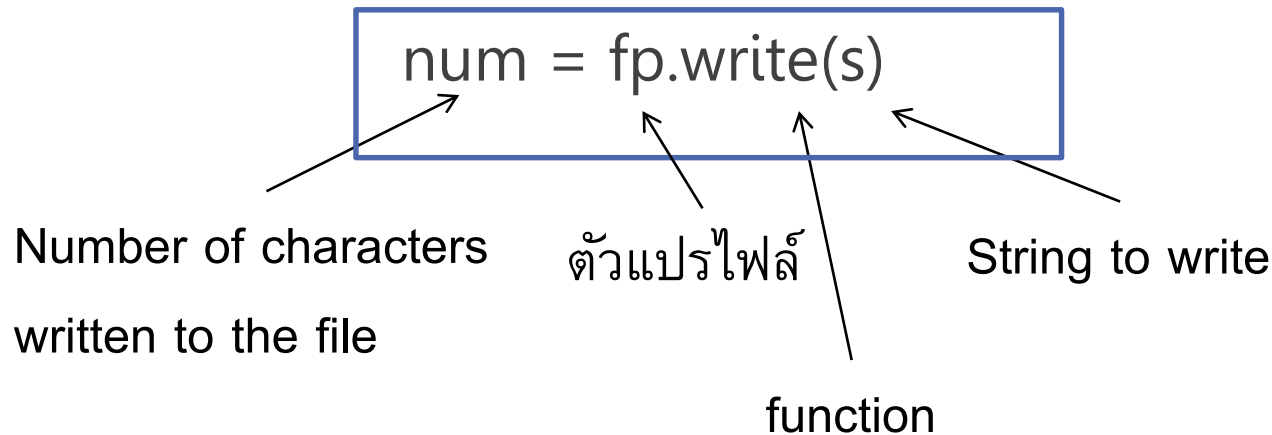 num = fp.write(s)
Number of characters
written to the file
ตัวแปรไฟล์
String to write
function